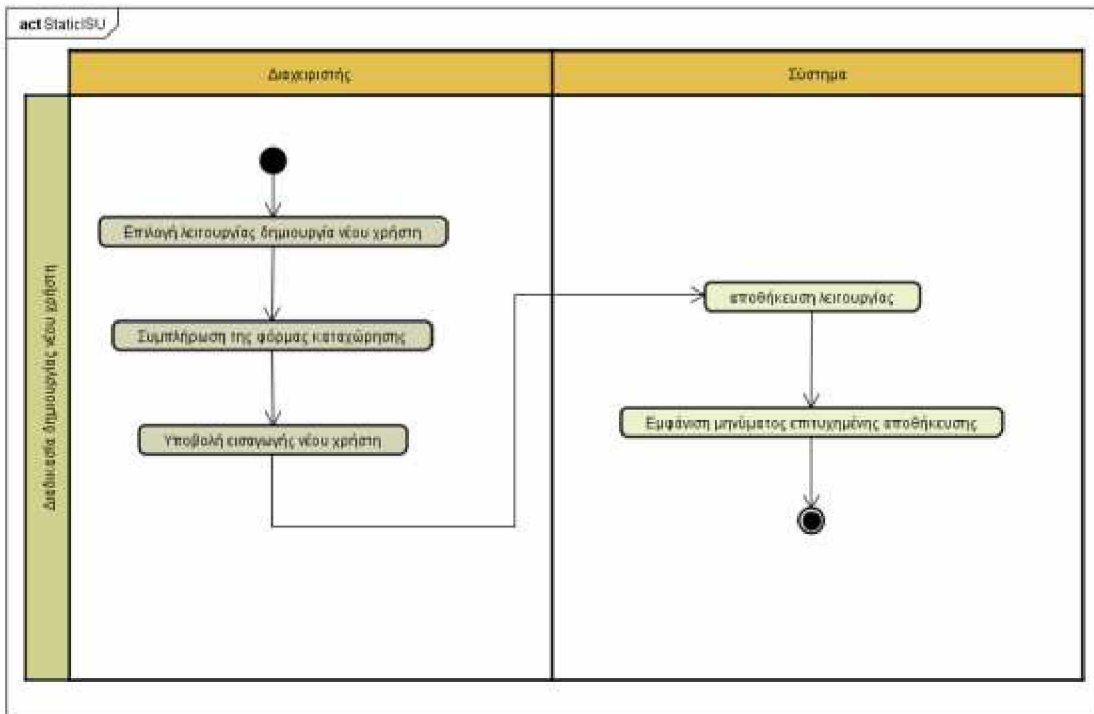 act StaticISU
Διαχειριστής
Σύστημα
Διαδικασία δημιουργίας νέου χρήστη
Επιλογή λειτουργίας δημιουργία νέου χρήστη
Συμπλήρωση της φόρμας καταχώρησης
Υποβολή εισαγωγής νέου χρήστη
αποθήκευση λειτουργίας
Εμφάνιση μηνύματος επιτυχημένης αποθήκευσης